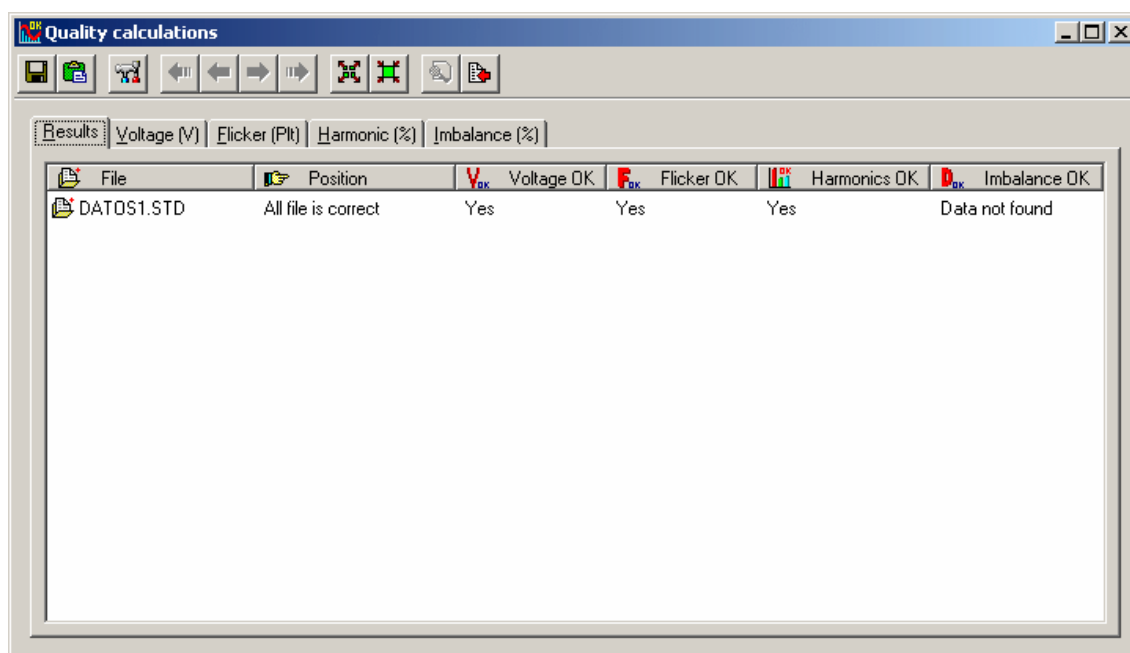 Quality calculations
Results Voltage (V) Flicker (Plt) Harmonic (%) Imbalance (%)
File Position Voltage OK Flicker OK Harmonics OK Imbalance OK
DATOS1.STD All file is correct Yes Yes Yes Data not found